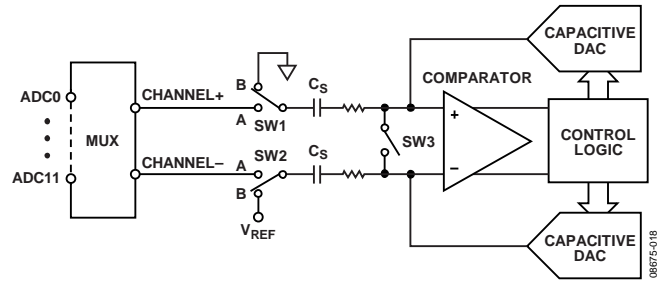 CAPACITIVE
DAC
B
CS
COMPARATOR
ADC0
CHANNEL+
A
SW1
+
MUX
SW3
CONTROL
LOGIC
CHANNEL–
A
SW2
CS
–
ADC11
B
VREF
CAPACITIVE
DAC
08675-018